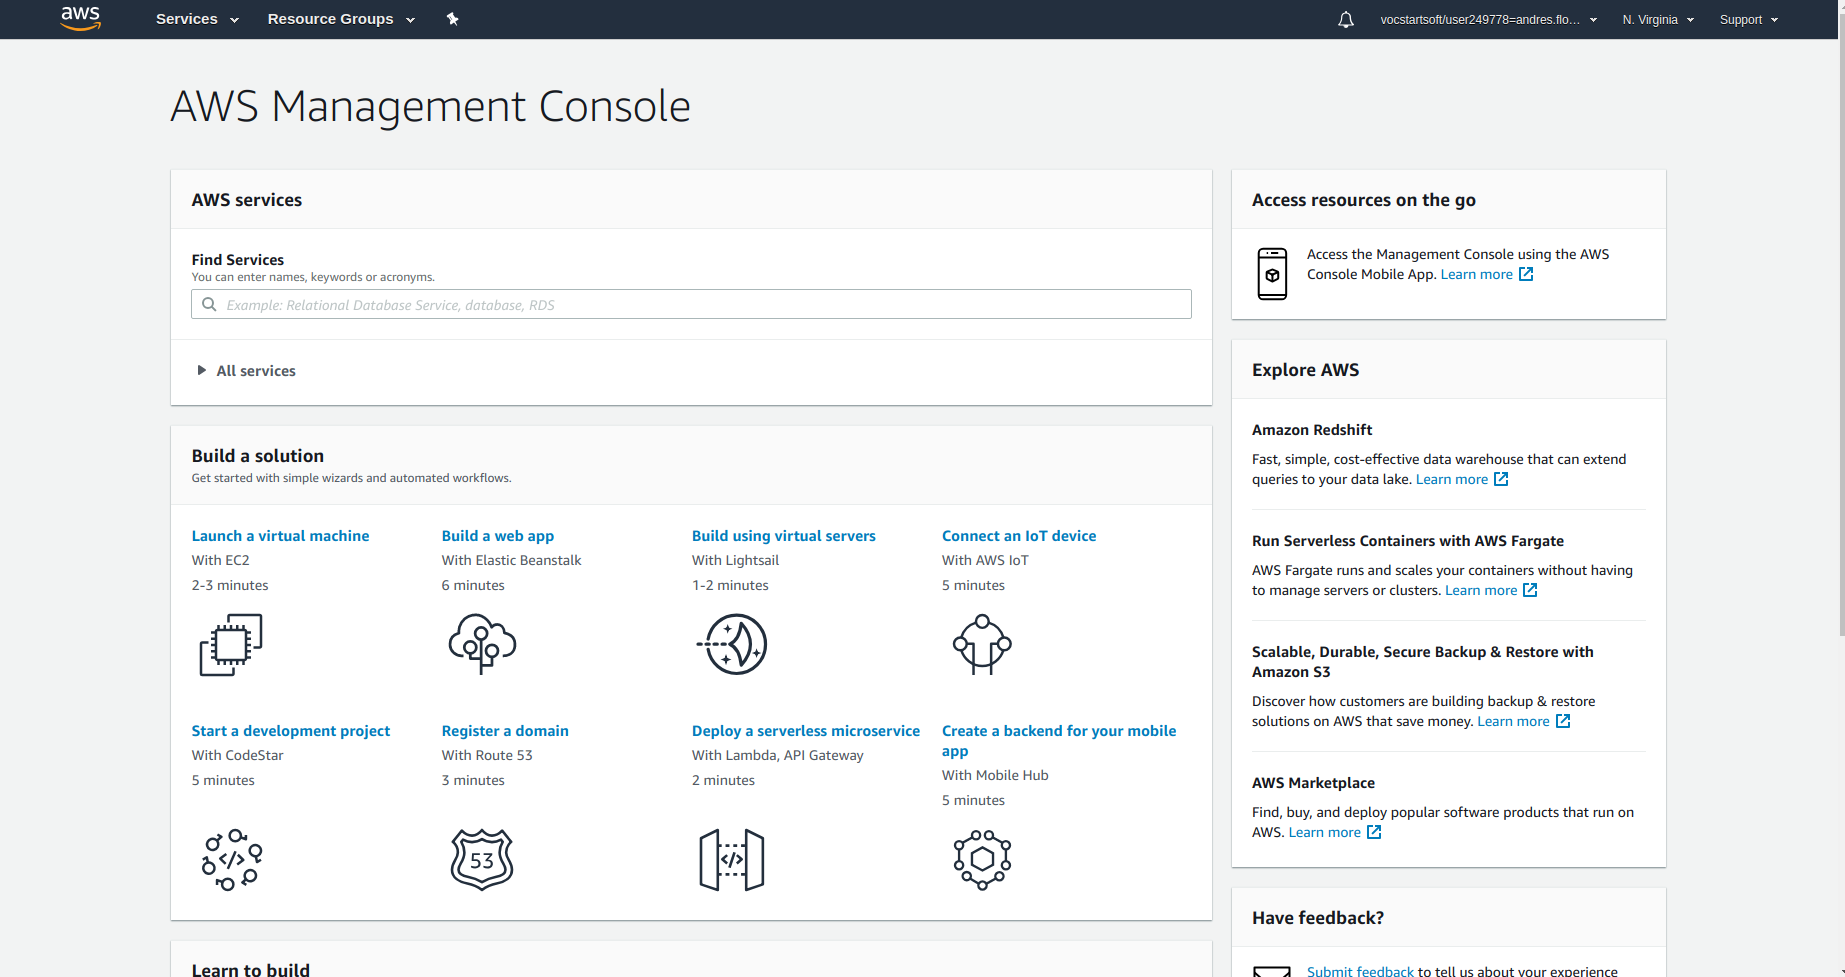 aws Services Resource Groups vocstartsoft/user249778=andres.flo... N. Virginia Support
AWS Management Console
AWS services
Find Services
You can enter names, keywords or acronyms.
Example: Relational Database Service, database, RDS
All services
Build a solution
Get started with simple wizards and automated workflows.
Launch a virtual machine
With EC2
2-3 minutes
Build a web app
With Elastic Beanstalk
6 minutes
Build using virtual servers
With Lightsail
1-2 minutes
Connect an IoT device
With AWS IoT
5 minutes
Start a development project
With CodeStar
5 minutes
Register a domain
With Route 53
3 minutes
53
Deploy a serverless microservice
With Lambda, API Gateway
2 minutes
</>
</>
Create a backend for your mobile
app
With Mobile Hub
5 minutes
Learn to build
Access resources on the go
Access the Management Console using the AWS
Console Mobile App. Learn more
Explore AWS
Amazon Redshift
Fast, simple, cost-effective data warehouse that can extend
queries to your data lake. Learn more
Run Serverless Containers with AWS Fargate
AWS Fargate runs and scales your containers without having
to manage servers or clusters. Learn more
Scalable, Durable, Secure Backup & Restore with
Amazon S3
Discover how customers are building backup & restore
solutions on AWS that save money. Learn more
AWS Marketplace
Find, buy, and deploy popular software products that run on
AWS. Learn more
Have feedback?
Submit feedback to tell us about your experience